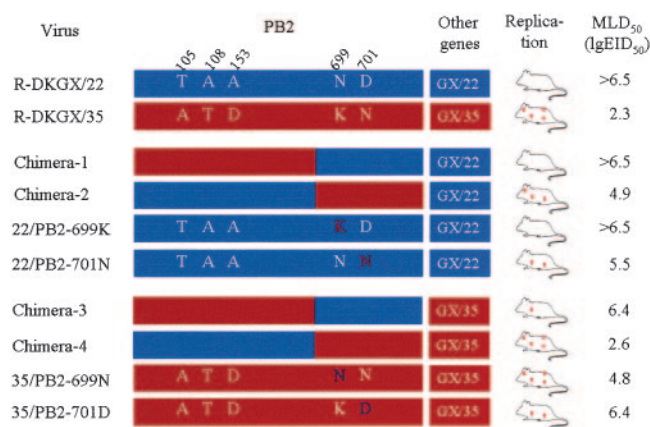 Virus PB2 Other genes Replica-tion MLD50 (lgEID50)
105 108 153 699 701
R-DKGX/22 T A A N D GX/22 >6.5
R-DKGX/35 A T D K N GX/35 2.3
Chimera-1 GX/22 >6.5
Chimera-2 GX/22 4.9
22/PB2-699K T A A K D GX/22 >6.5
22/PB2-701N T A A N N GX/22 5.5
Chimera-3 GX/35 6.4
Chimera-4 GX/35 2.6
35/PB2-699N A T D N N GX/35 4.8
35/PB2-701D A T D K D GX/35 6.4